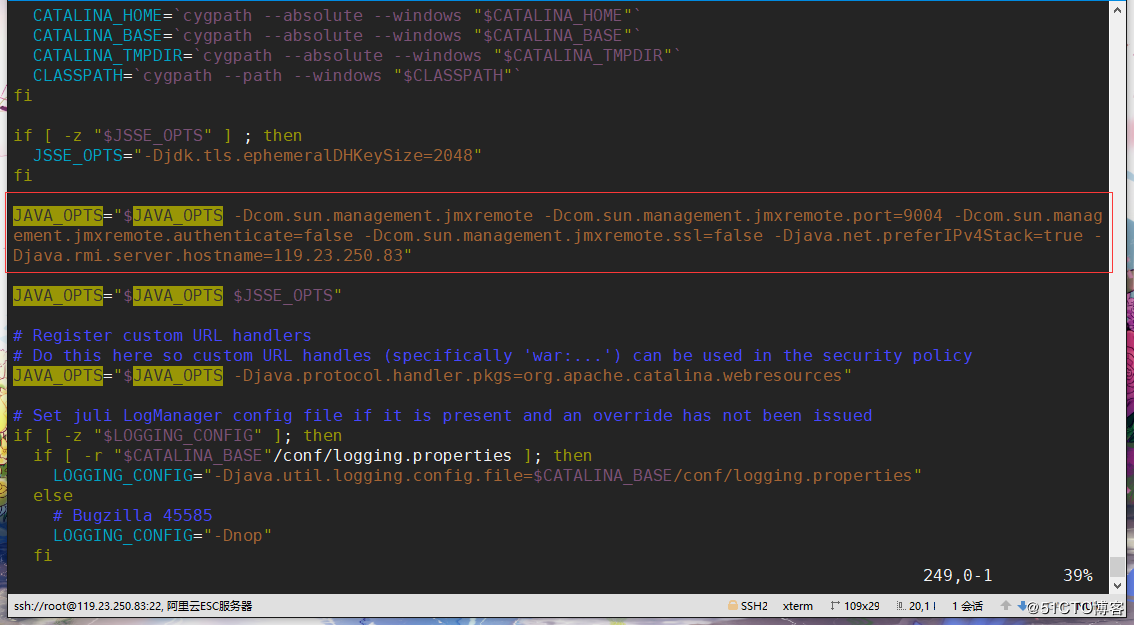 CATALINA_HOME=`cygpath --absolute --windows "$CATALINA_HOME"`
CATALINA_BASE=`cygpath --absolute --windows "$CATALINA_BASE"`
CATALINA_TMPDIR=`cygpath --absolute --windows "$CATALINA_TMPDIR"`
CLASSPATH=`cygpath --path --windows "$CLASSPATH"`
fi
if [ -z "$JSSE_OPTS" ] ; then
JSSE_OPTS="-Djdk.tls.ephemeralDHKeySize=2048"
fi
JAVA_OPTS="$JAVA_OPTS -Dcom.sun.management.jmxremote -Dcom.sun.management.jmxremote.port=9004 -Dcom.sun.manag
ement.jmxremote.authenticate=false -Dcom.sun.management.jmxremote.ssl=false -Djava.net.preferIPv4Stack=true -
Djava.rmi.server.hostname=119.23.250.83"
JAVA_OPTS="$JAVA_OPTS $JSSE_OPTS"
# Register custom URL handlers
# Do this here so custom URL handles (specifically 'war:...') can be used in the security policy
JAVA_OPTS="$JAVA_OPTS -Djava.protocol.handler.pkgs=org.apache.catalina.webresources"
# Set juli LogManager config file if it is present and an override has not been issued
if [ -z "$LOGGING_CONFIG" ]; then
if [ -r "$CATALINA_BASE"/conf/logging.properties ]; then
LOGGING_CONFIG="-Djava.util.logging.config.file=$CATALINA_BASE/conf/logging.properties"
else
# Bugzilla 45585
LOGGING_CONFIG="-Dnop"
fi
249,0-1 39%
ssh://root@119.23.250.83:22, 阿里云ESC服务器 SSH2 xterm 109x29 20,1 1 会话
@51CTO博客